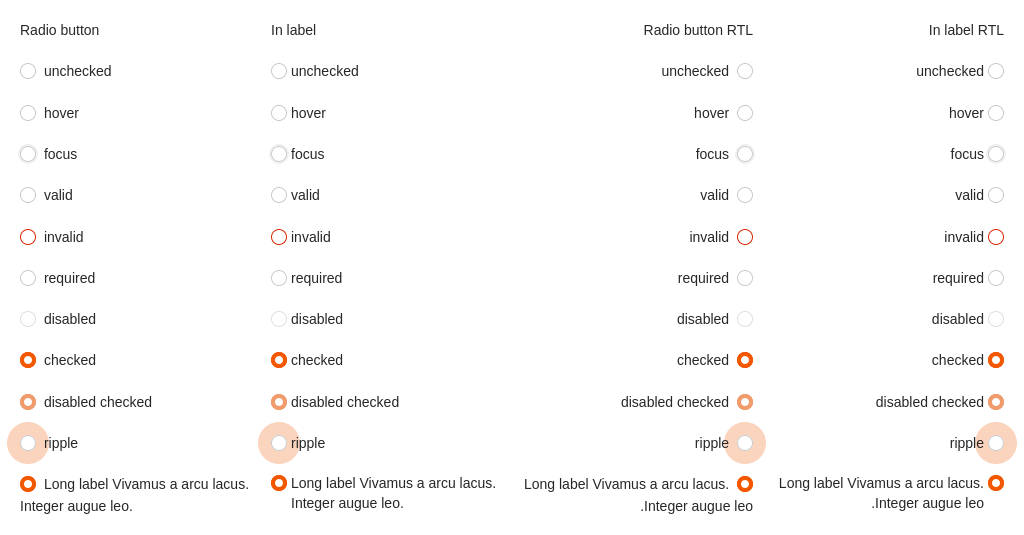 Radio button
unchecked
hover
focus
valid
invalid
required
disabled
checked
disabled checked
ripple
Long label Vivamus a arcu lacus.
Integer augue leo.
In label
unchecked
hover
focus
valid
invalid
required
disabled
checked
disabled checked
ripple
Long label Vivamus a arcu lacus.
Integer augue leo.
Radio button RTL
unchecked
hover
focus
valid
invalid
required
disabled
checked
disabled checked
ripple
Long label Vivamus a arcu lacus.
.Integer augue leo
In label RTL
unchecked
hover
focus
valid
invalid
required
disabled
checked
disabled checked
ripple
Long label Vivamus a arcu lacus.
.Integer augue leo